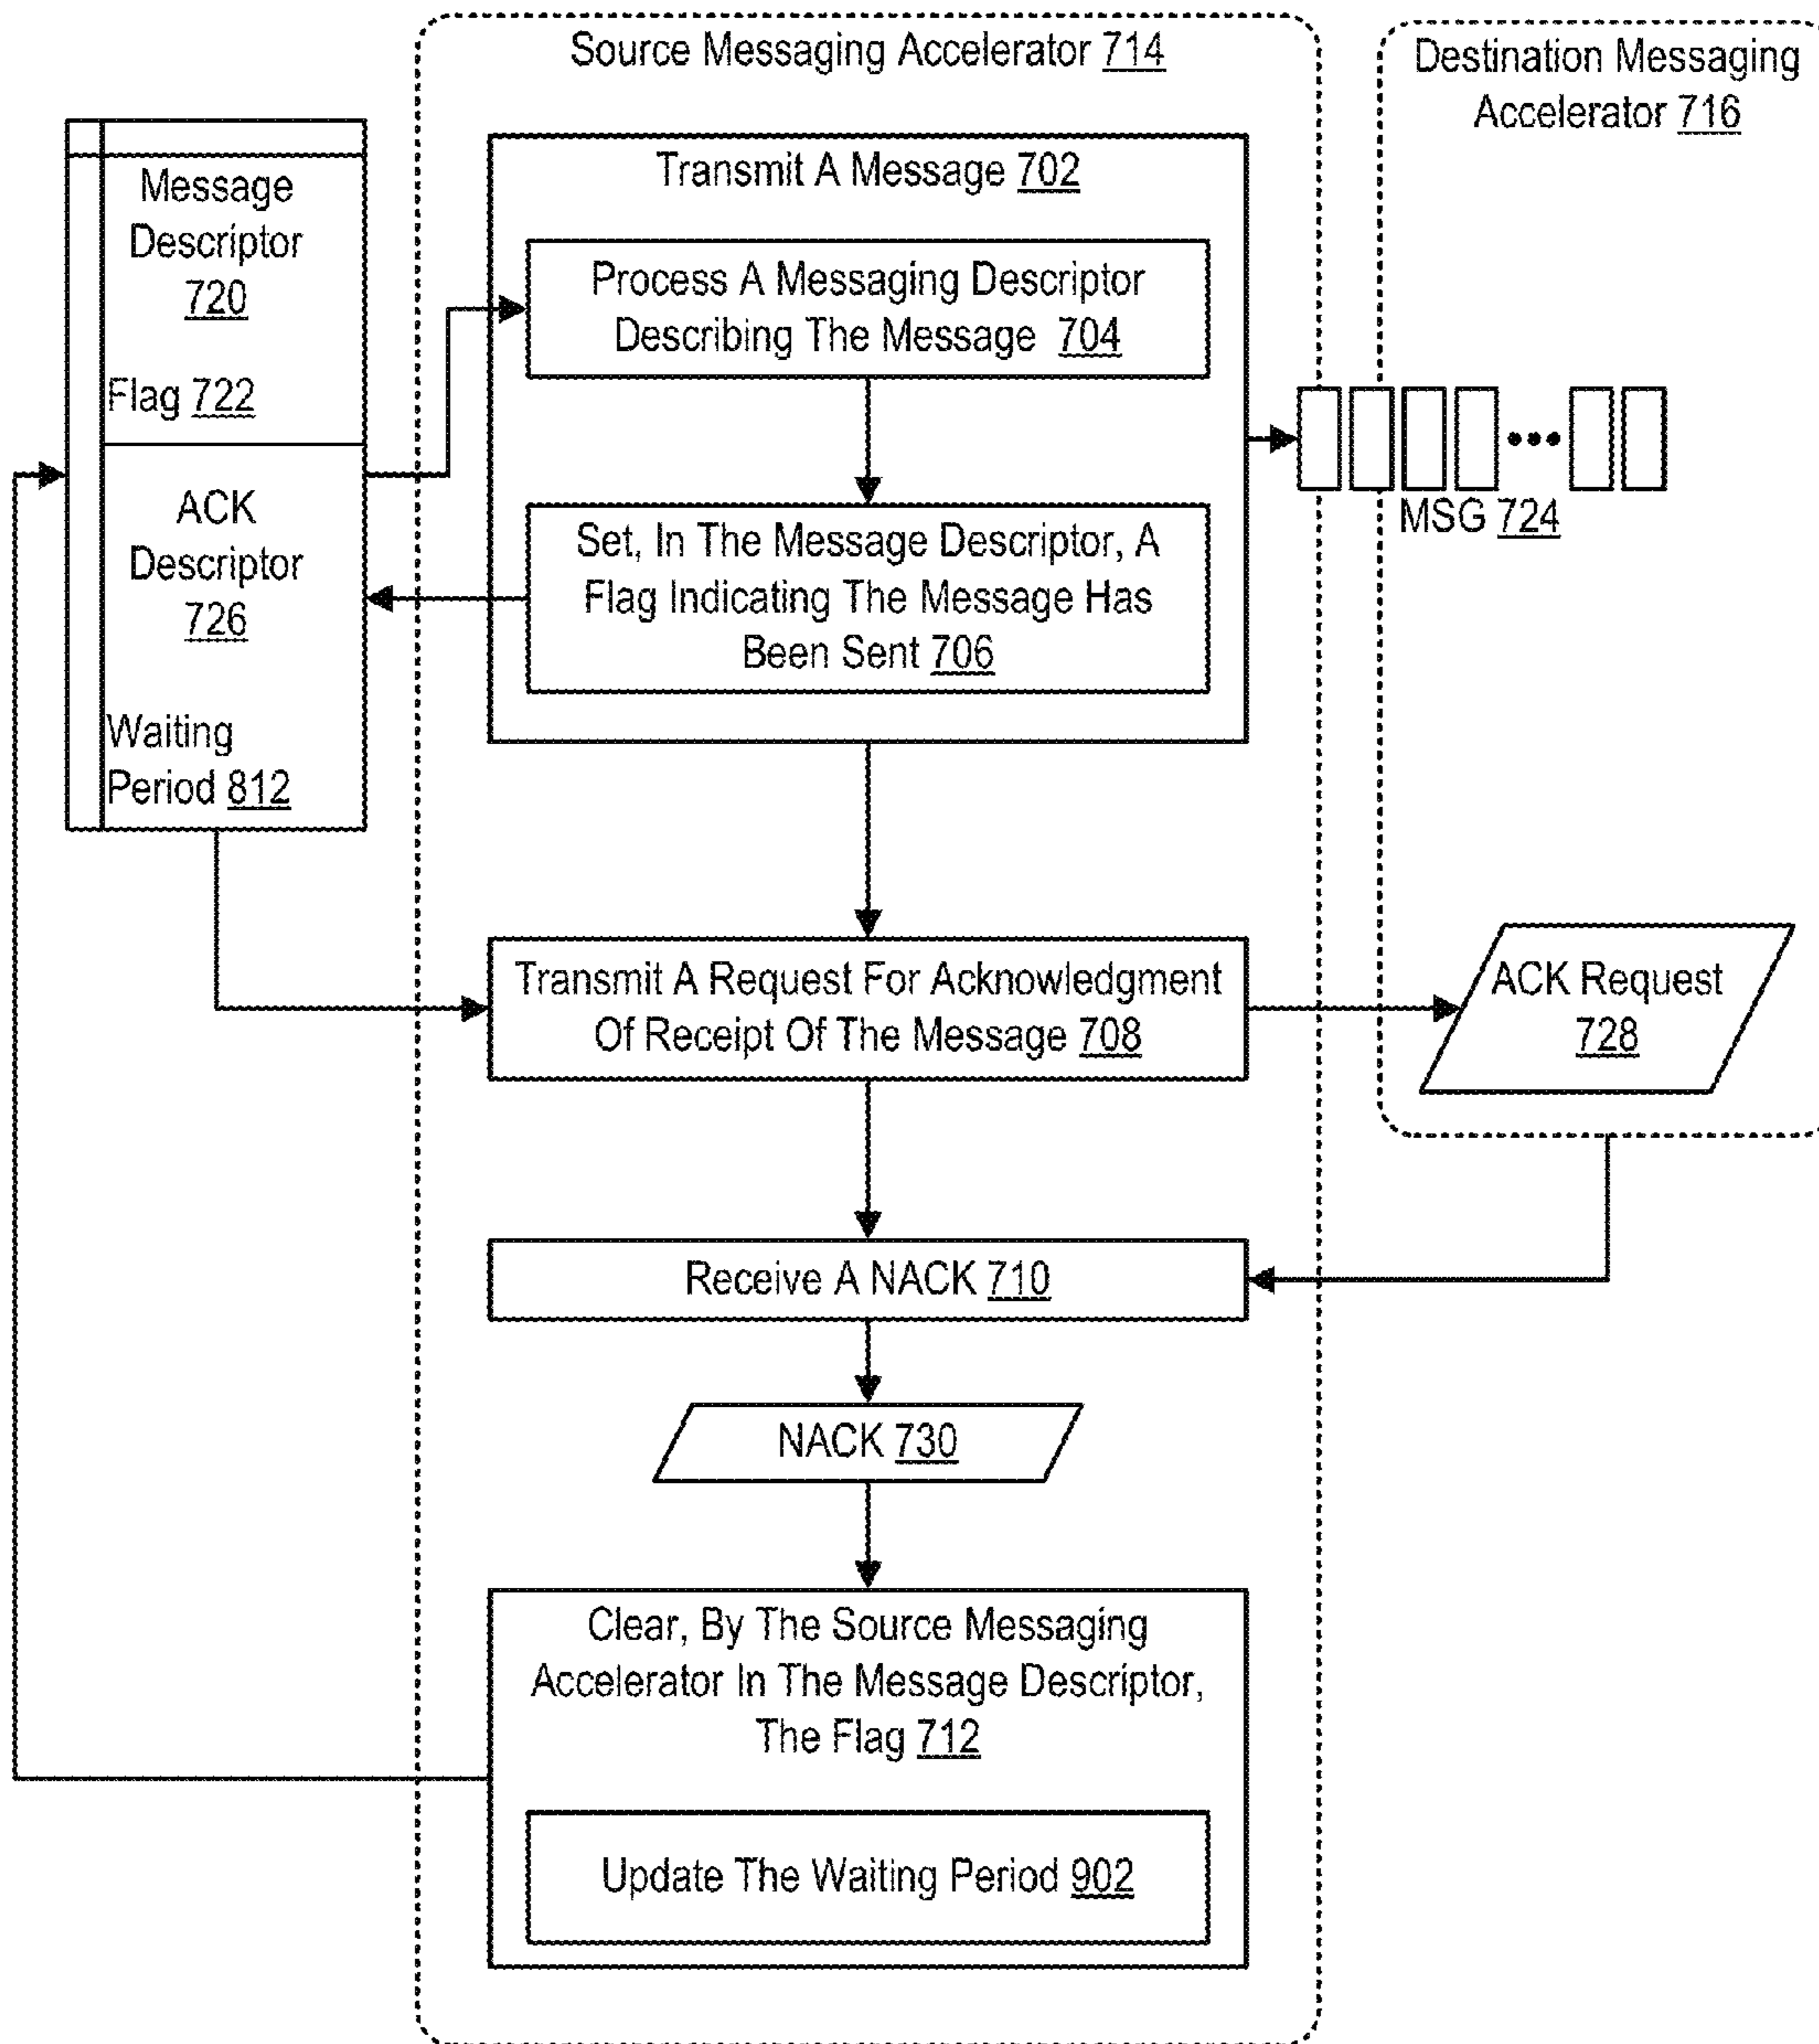 Source Messaging Accelerator 714
Destination Messaging
Accelerator 716
Message
Descriptor
720
Flag 722
ACK
Descriptor
726
Waiting
Period 812
Transmit A Message 702
Process A Messaging Descriptor
Describing The Message 704
Set, In The Message Descriptor, A
Flag Indicating The Message Has
Been Sent 706
MSG 724
Transmit A Request For Acknowledgment
Of Receipt Of The Message 708
ACK Request
728
Receive A NACK 710
NACK 730
Clear, By The Source Messaging
Accelerator In The Message Descriptor,
The Flag 712
Update The Waiting Period 902